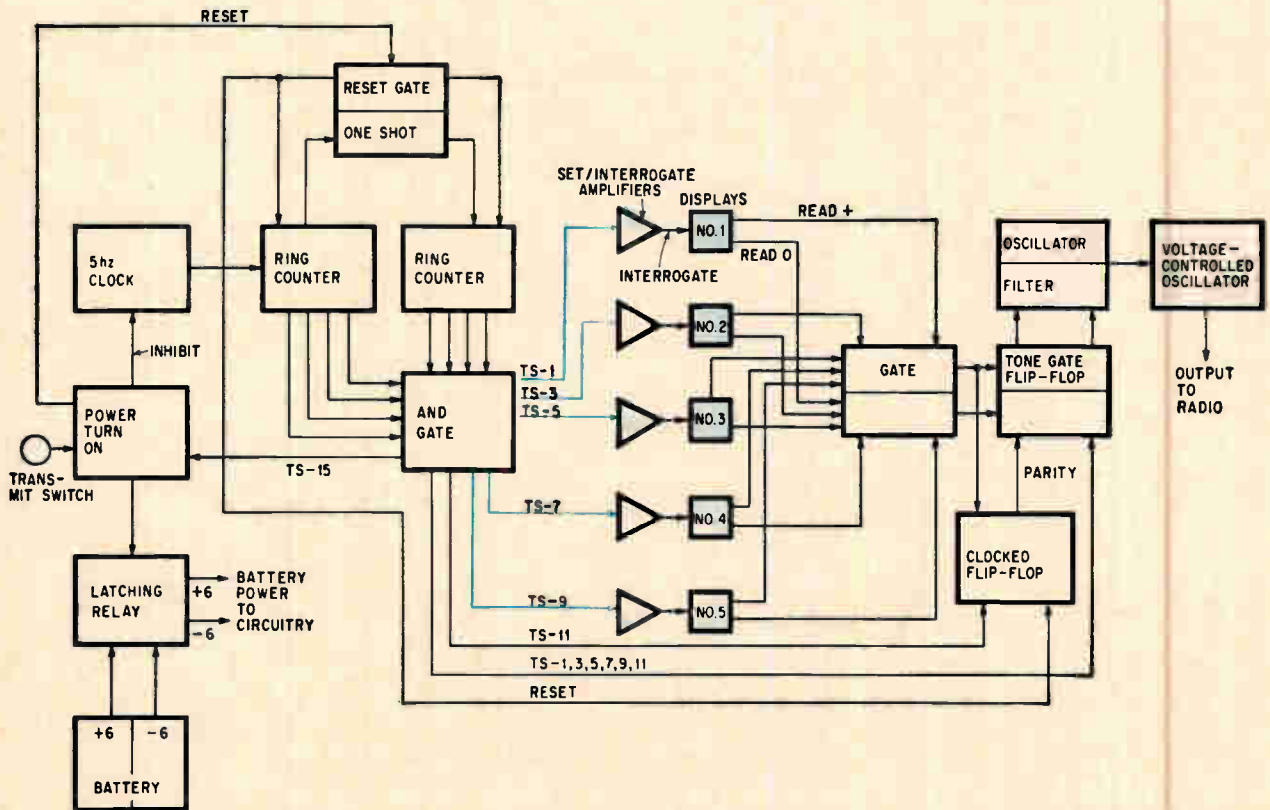 RESET
RESET GATE
ONE SHOT
SET/INTERROGATE
AMPLIFIERS
DISPLAYS
READ +
NO.1
READ 0
INTERROGATE
5hz
CLOCK
RING
COUNTER
RING
COUNTER
OSCILLATOR
FILTER
VOLTAGE-
CONTROLLED
OSCILLATOR
NO.2
INHIBIT
TS-1
TS-3
TS-5
GATE
TONE GATE
FLIP-FLOP
OUTPUT
TO
RADIO
POWER
TURN
ON
AND
GATE
NO.3
TS-15
TRANS-
MIT SWITCH
PARITY
TS-7
NO.4
CLOCKED
FLIP-FLOP
LATCHING
RELAY
+6
-6
BATTERY
POWER
TO
CIRCUITRY
TS-9
NO.5
TS-11
TS-1,3,5,7,9,11
RESET
+6
-6
BATTERY